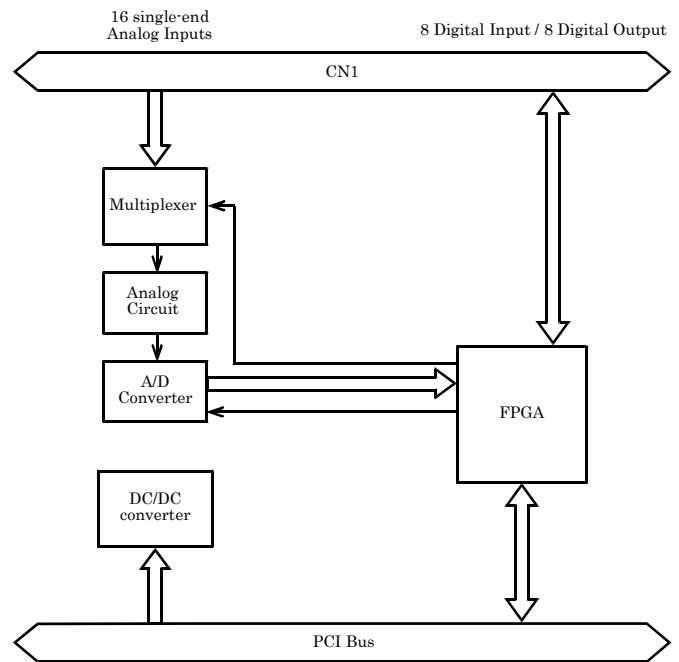 16 single-end
Analog Inputs
8 Digital Input / 8 Digital Output
CN1
Multiplexer
Analog
Circuit
A/D
Converter
FPGA
DC/DC
converter
PCI Bus